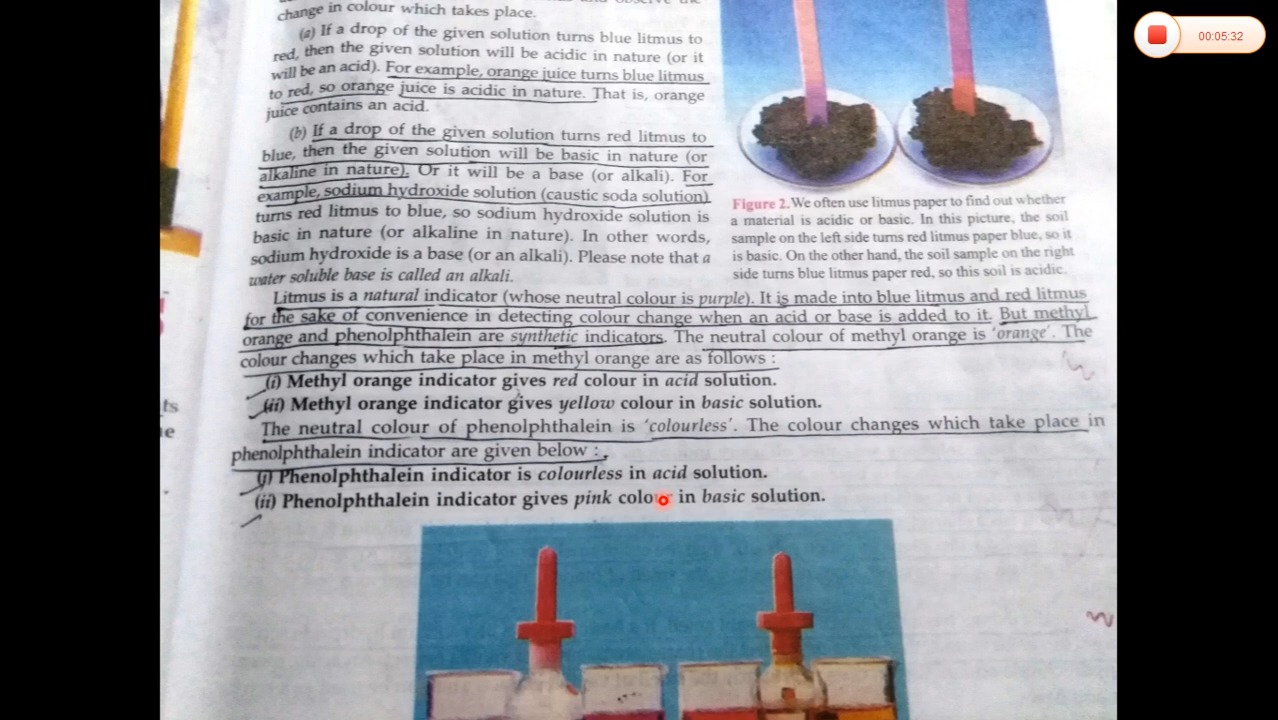 change in colour which takes place.
(a) If a drop of the given solution turns blue litmus to
red, then the given solution will be acidic in nature (or it
will be an acid). For example, orange juice turns blue litmus
to red, so orange juice is acidic in nature. That is, orange
juice contains an acid.
(b) If a drop of the given solution turns red litmus to
blue, then the given solution will be basic in nature (or
alkaline in nature). Or it will be a base (or alkali). For
example, sodium hydroxide solution (caustic soda solution)
turns red litmus to blue, so sodium hydroxide solution is
basic in nature (or alkaline in nature). In other words,
sodium hydroxide is a base (or an alkali). Please note that a
water soluble base is called an alkali.
Figure 2. We often use litmus paper to find out whether
a material is acidic or basic. In this picture, the soil
sample on the left side turns red litmus paper blue, so it
is basic. On the other hand, the soil sample on the right
side turns blue litmus paper red, so this soil is acidic.
Litmus is a natural indicator (whose neutral colour is purple). It is made into blue litmus and red litmus
for the sake of convenience in detecting colour change when an acid or base is added to it. But methyl
orange and phenolphthalein are synthetic indicators. The neutral colour of methyl orange is 'orange'. The
colour changes which take place in methyl orange are as follows :
(i) Methyl orange indicator gives red colour in acid solution.
(ii) Methyl orange indicator gives yellow colour in basic solution.
The neutral colour of phenolphthalein is 'colourless'. The colour changes which take place in
phenolphthalein indicator are given below :
(i) Phenolphthalein indicator is colourless in acid solution.
(ii) Phenolphthalein indicator gives pink colour in basic solution.
ts
00:05:32